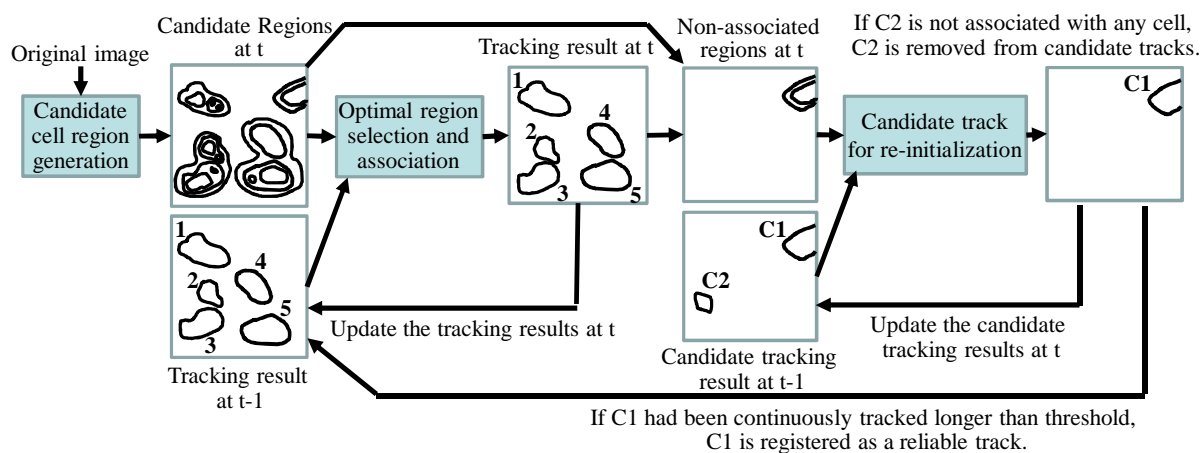 Original image
Candidate cell region generation
Candidate Regions
at t
Optimal region
selection and
association
Tracking result at t
1
2
3
4
5
Non-associated
regions at t
If C2 is not associated with any cell,
C2 is removed from candidate tracks.
Candidate track
for re-initialization
C1
1
2
3
4
5
Tracking result
at t-1
Update the tracking results at t
C1
C2
Candidate tracking
result at t-1
Update the candidate
tracking results at t
If C1 had been continuously tracked longer than threshold,
C1 is registered as a reliable track.